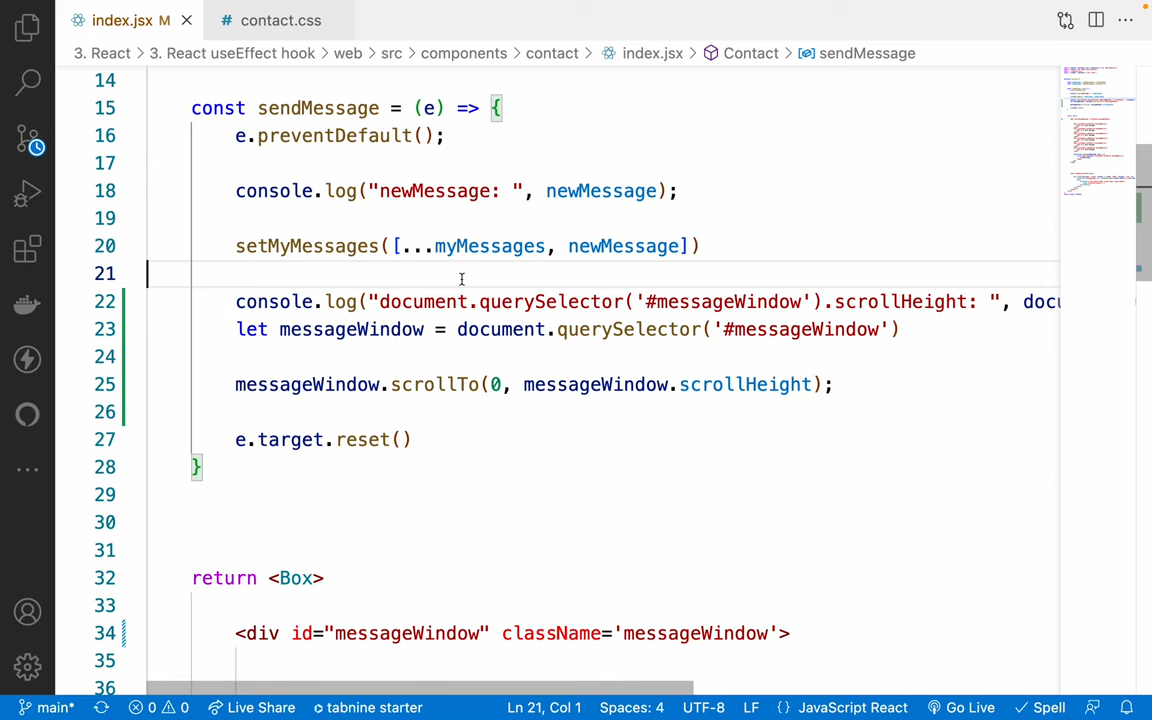 index.jsx M
contact.css
3. React > 3. React useEffect hook > web > src > components > contact > index.jsx > Contact > sendMessage
14
15 const sendMessage = (e) => {
16 e.preventDefault();
17
18 console.log("newMessage: ", newMessage);
19
20 setMyMessages([...myMessages, newMessage])
21
22 console.log("document.querySelector('#messageWindow').scrollHeight: ", docu
23 let messageWindow = document.querySelector('#messageWindow')
24
25 messageWindow.scrollTo(0, messageWindow.scrollHeight);
26
27 e.target.reset()
28 }
29
30
31
32 return <Box>
33
34 <div id="messageWindow" className='messageWindow'>
35
36
main* 0 0 Live Share tabnine starter Ln 21, Col 1 Spaces: 4 UTF-8 LF {} JavaScript React Go Live Spell